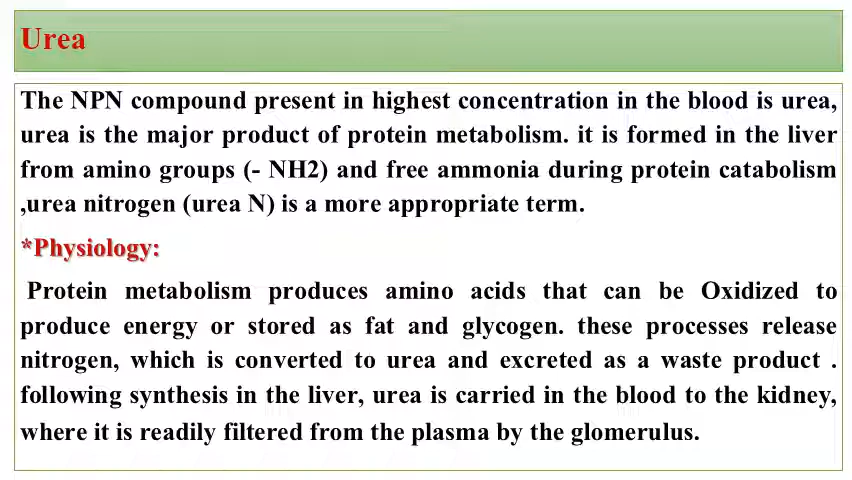 Urea
The NPN compound present in highest concentration in the blood is urea,
urea is the major product of protein metabolism. it is formed in the liver
from amino groups (- NH2) and free ammonia during protein catabolism
,urea nitrogen (urea N) is a more appropriate term.
*Physiology:
Protein metabolism produces amino acids that can be Oxidized to
produce energy or stored as fat and glycogen. these processes release
nitrogen, which is converted to urea and excreted as a waste product .
following synthesis in the liver, urea is carried in the blood to the kidney,
where it is readily filtered from the plasma by the glomerulus.